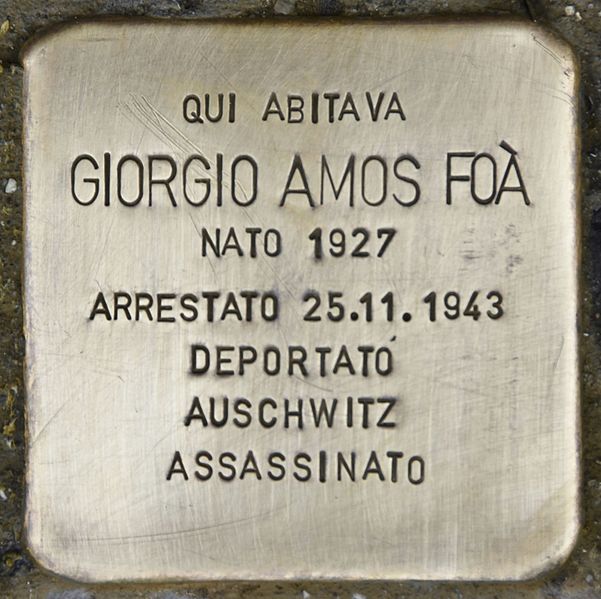 QUI ABITAVA
GIORGIO AMOS FOÀ
NATO 1927
ARRESTATO 25.11.1943
DEPORTATO
AUSCHWITZ
ASSASSINATO